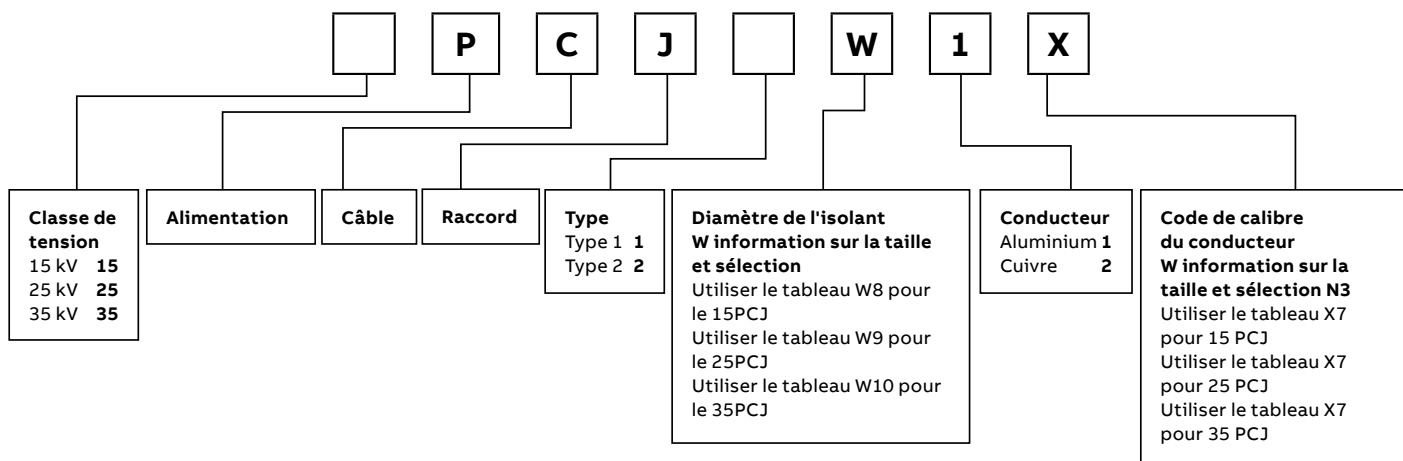 P C J W 1 X
Classe de
tension
15 kV 15
25 kV 25
35 kV 35
Alimentation
Câble
Raccord
Type
Type 1 1
Type 2 2
Diamètre de l'isolant
W information sur la taille
et sélection
Utiliser le tableau W8 pour
le 15PCJ
Utiliser le tableau W9 pour
le 25PCJ
Utiliser le tableau W10 pour
le 35PCJ
Conducteur
Aluminium 1
Cuivre 2
Code de calibre
du conducteur
W information sur la
taille et sélection N3
Utiliser le tableau X7
pour 15 PCJ
Utiliser le tableau X7
pour 25 PCJ
Utiliser le tableau X7
pour 35 PCJ